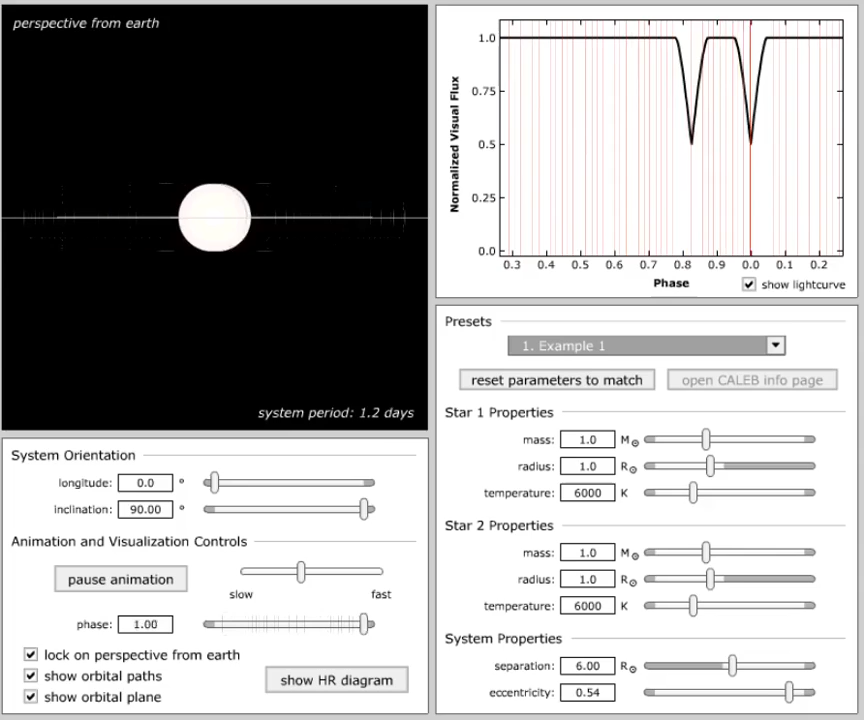 perspective from earth
system period: 1.2 days
Normalized Visual Flux
1.0
0.75
0.5
0.25
0.0
0.3 0.4 0.5 0.6 0.7 0.8 0.9 0.0 0.1 0.2
Phase
show lightcurve
System Orientation
longitude: 0.0 °
inclination: 90.00 °
Animation and Visualization Controls
pause animation
slow fast
phase: 1.00
lock on perspective from earth
show orbital paths
show orbital plane
show HR diagram
Presets
1. Example 1
reset parameters to match
open CALEB info page
Star 1 Properties
mass: 1.0 M⊙
radius: 1.0 R⊙
temperature: 6000 K
Star 2 Properties
mass: 1.0 M⊙
radius: 1.0 R⊙
temperature: 6000 K
System Properties
separation: 6.00 R⊙
eccentricity: 0.54